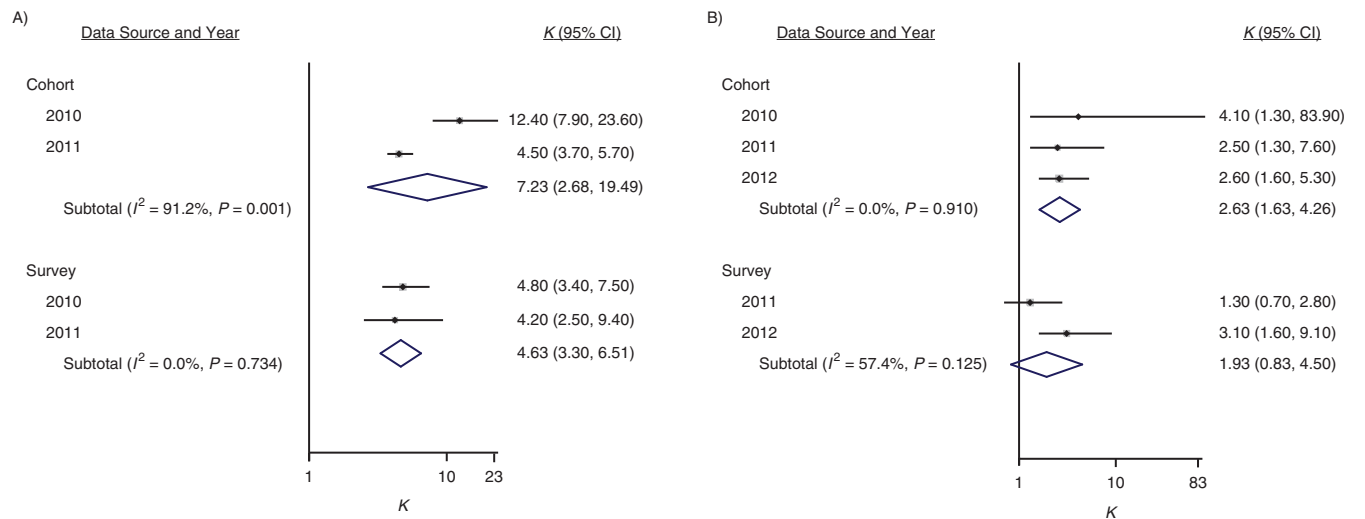 A)
Data Source and Year K (95% CI)
Cohort
2010 12.40 (7.90, 23.60)
2011 4.50 (3.70, 5.70)
7.23 (2.68, 19.49)
Subtotal (I² = 91.2%, P = 0.001)
Survey
2010 4.80 (3.40, 7.50)
2011 4.20 (2.50, 9.40)
Subtotal (I² = 0.0%, P = 0.734) 4.63 (3.30, 6.51)
1 10 23
K
B)
Data Source and Year K (95% CI)
Cohort
2010 4.10 (1.30, 83.90)
2011 2.50 (1.30, 7.60)
2012 2.60 (1.60, 5.30)
Subtotal (I² = 0.0%, P = 0.910) 2.63 (1.63, 4.26)
Survey
2011 1.30 (0.70, 2.80)
2012 3.10 (1.60, 9.10)
Subtotal (I² = 57.4%, P = 0.125) 1.93 (0.83, 4.50)
1 10 83
K